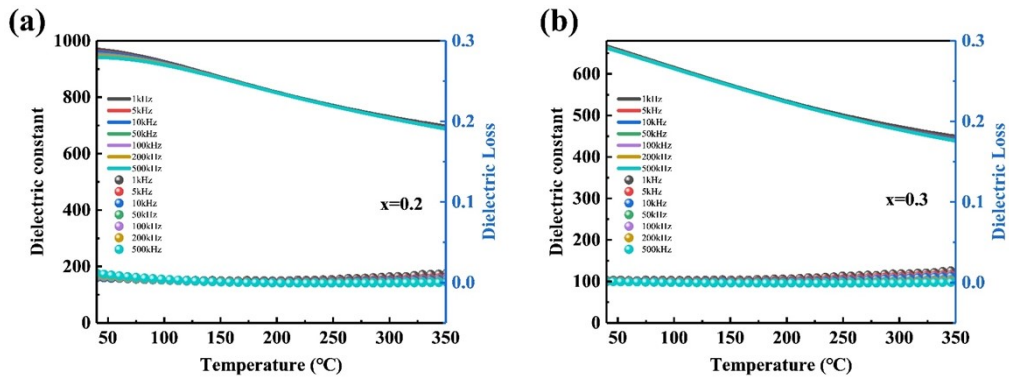 (a)
1000
800
600
400
200
0
Dielectric constant
0.3
0.2
0.1
0.0
Dielectric Loss
1kHz
5kHz
10kHz
50kHz
100kHz
200kHz
500kHz
1kHz
5kHz
10kHz
50kHz
100kHz
200kHz
500kHz
x=0.2
50 100 150 200 250 300 350
Temperature (℃)
(b)
600
500
400
300
200
100
0
Dielectric constant
0.3
0.2
0.1
0.0
Dielectric Loss
1kHz
5kHz
10kHz
50kHz
100kHz
200kHz
500kHz
1kHz
5kHz
10kHz
50kHz
100kHz
200kHz
500kHz
x=0.3
50 100 150 200 250 300 350
Temperature (℃)